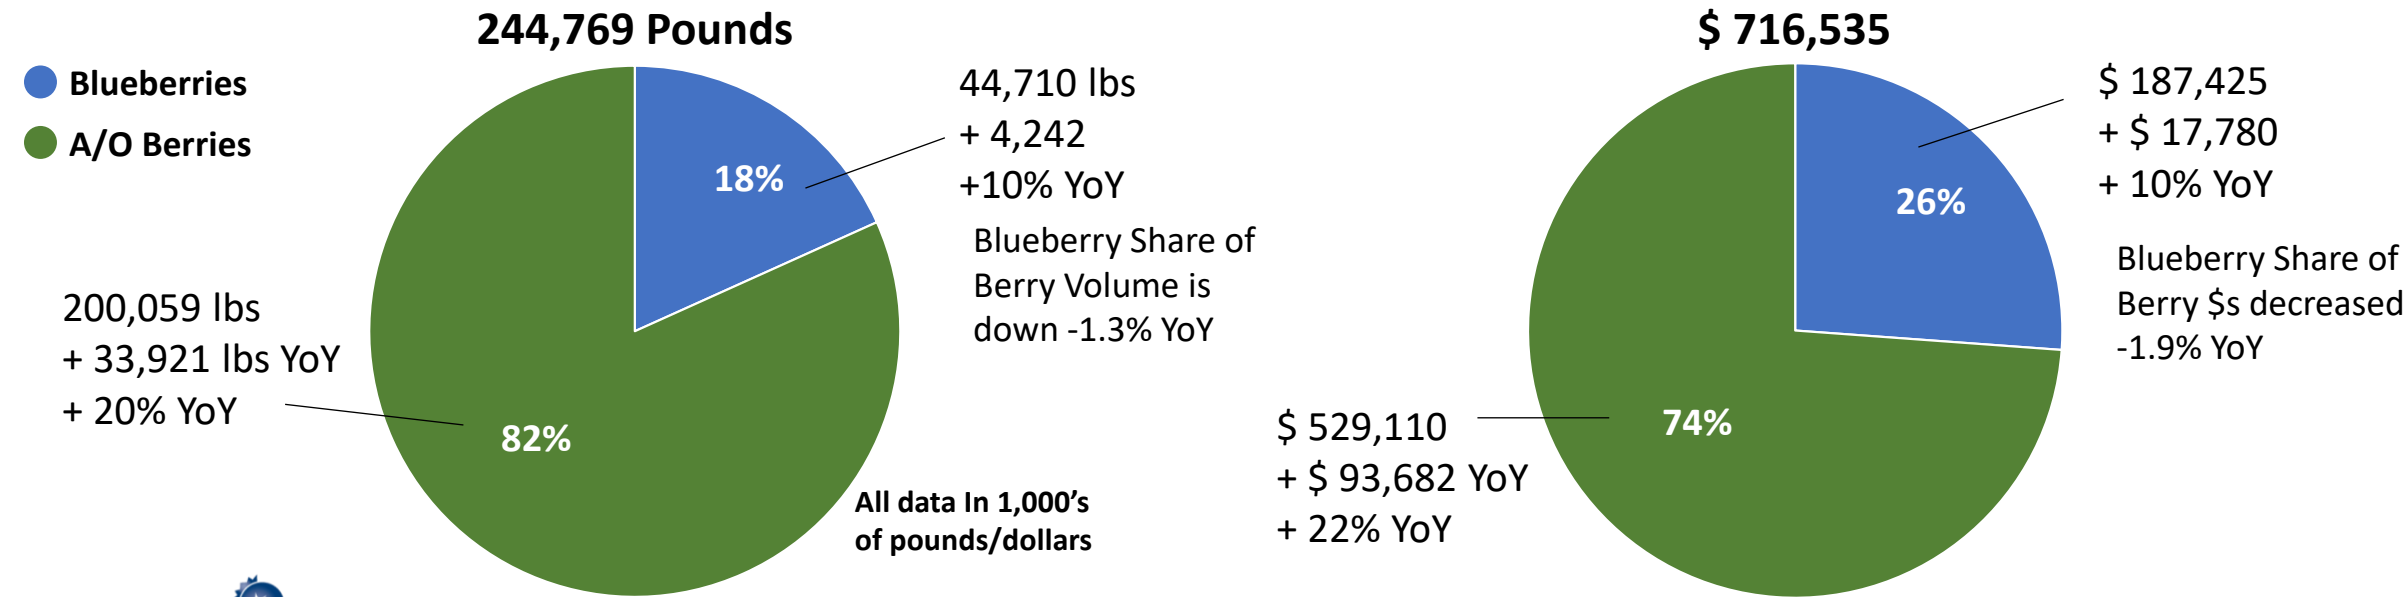 244,769 Pounds
Blueberries
A/O Berries
44,710 lbs
+ 4,242
+10% YoY
18%
Blueberry Share of
Berry Volume is
down -1.3% YoY
200,059 lbs
+ 33,921 lbs YoY
+ 20% YoY
82%
All data In 1,000’s
of pounds/dollars
$ 716,535
$ 187,425
+ $ 17,780
+ 10% YoY
26%
Blueberry Share of
Berry $s decreased
-1.9% YoY
$ 529,110
+ $ 93,682 YoY
+ 22% YoY
74%